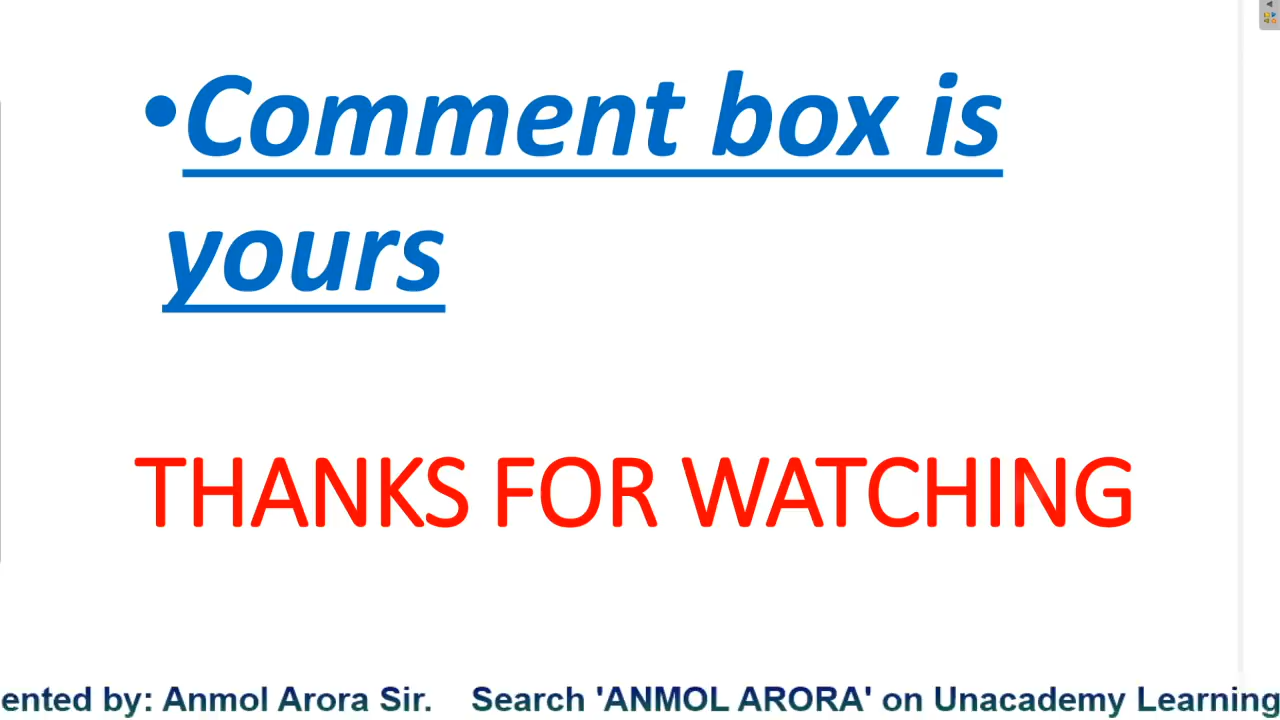 •Comment box is
yours
THANKS FOR WATCHING
ented by: Anmol Arora Sir. Search 'ANMOL ARORA' on Unacademy Learning